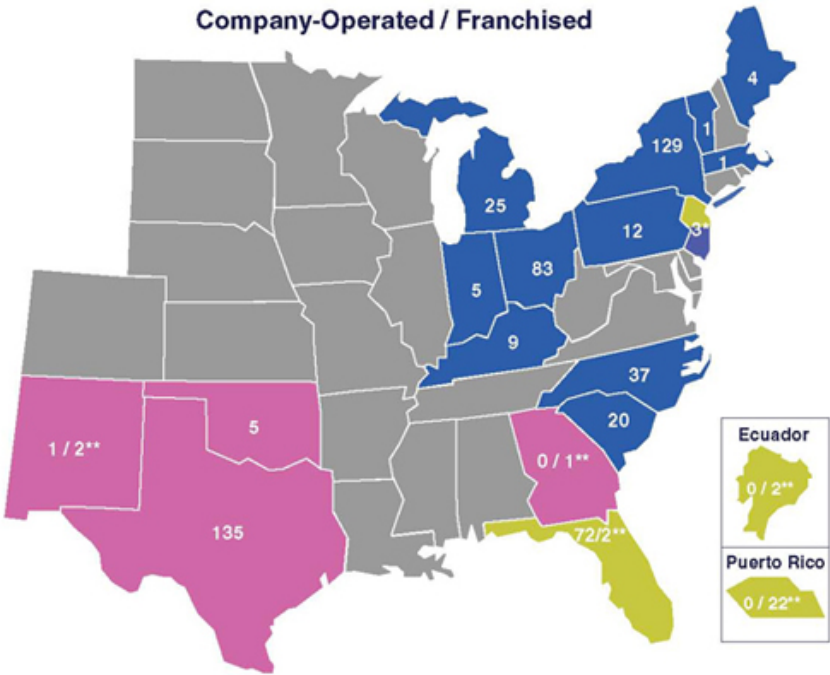 Company-Operated / Franchised
4
129
1
1
25
12
3*
83
5
9
37
20
1 / 2**
5
0 / 1**
135
72/2**
Ecuador
0 / 2**
Puerto Rico
0 / 22**